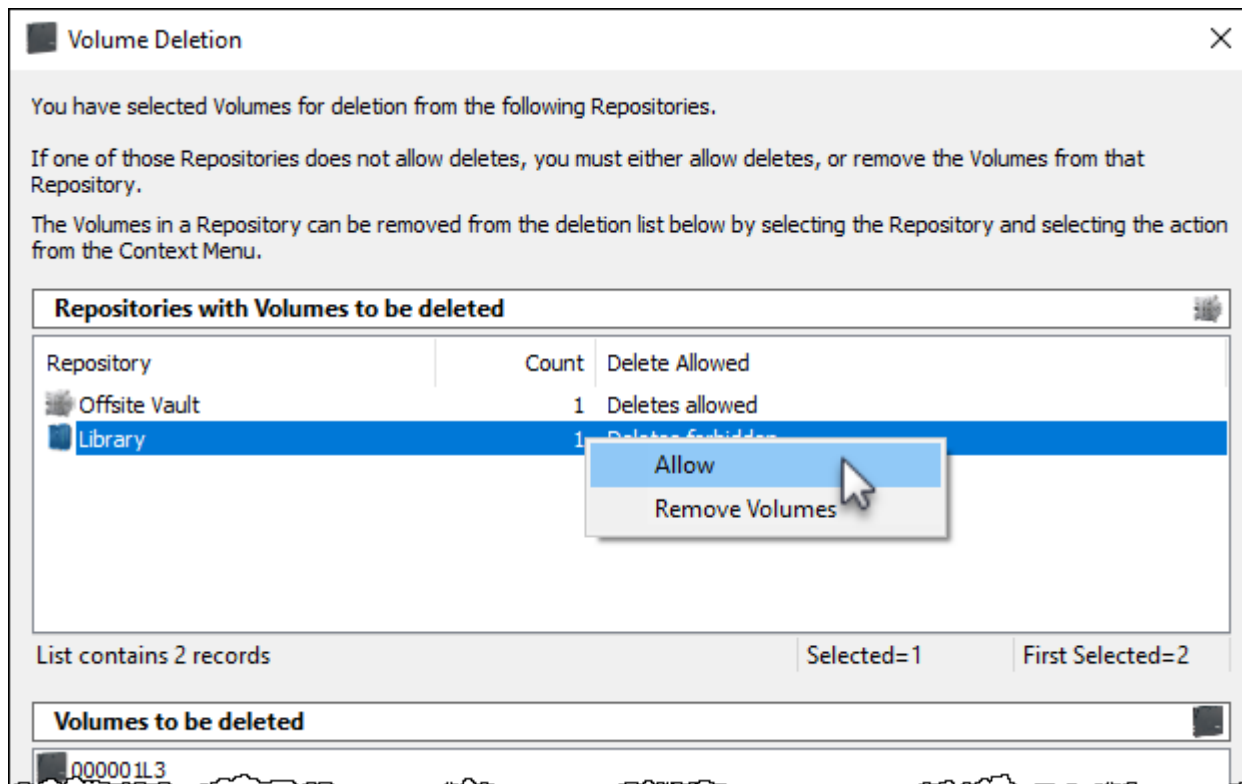 Volume Deletion
You have selected Volumes for deletion from the following Repositories.
If one of those Repositories does not allow deletes, you must either allow deletes, or remove the Volumes from that
Repository.
The Volumes in a Repository can be removed from the deletion list below by selecting the Repository and selecting the action
from the Context Menu.
Repositories with Volumes to be deleted
Repository Count Delete Allowed
Offsite Vault 1 Deletes allowed
Library 1 Deletes forbidden
Allow
Remove Volumes
List contains 2 records Selected=1 First Selected=2
Volumes to be deleted
000001L3